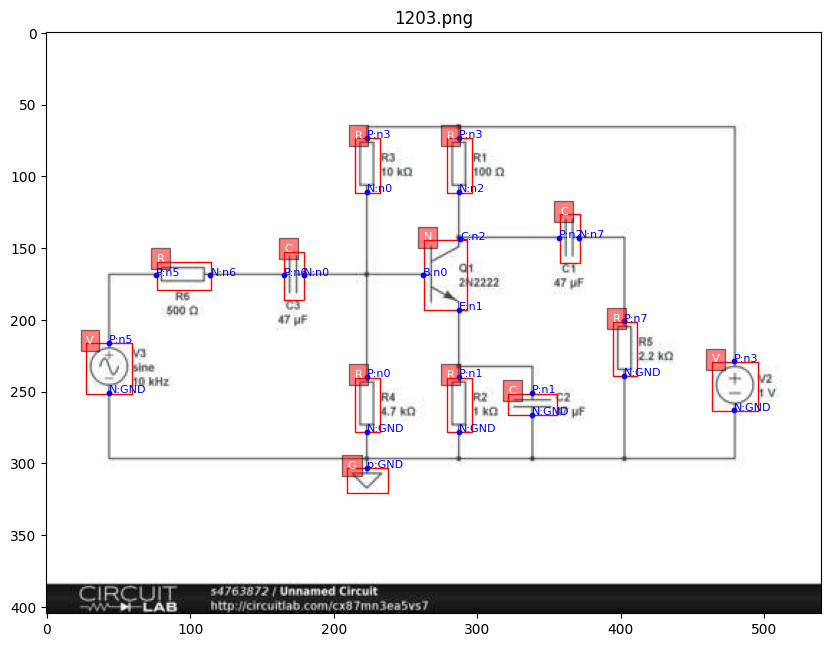 1203.png
0
50
100
150
200
250
300
350
400
0
100
200
300
400
500
R
P:n3
R3
10 kΩ
N:n0
R
P:n3
R1
100 Ω
N:n2
C
P:n2
N:n7
C1
47 µF
N
C:n2
B:n0
Q1
2N2222
E:n1
R
P:n5
N:n6
R6
500 Ω
C
P:n6
N:n0
C3
47 µF
V
P:n5
V3
sine
10 kHz
N:GND
R
P:n0
R4
4.7 kΩ
N:GND
R
P:n1
R2
1 kΩ
N:GND
C
P:n1
C2
N:GND
R
P:n7
R5
2.2 kΩ
N:GND
V
P:n3
V2
1 V
N:GND
G
p:GND
CIRCUIT
LAB
s4763872 / Unnamed Circuit
http://circuitlab.com/cx87mn3ea5vs7